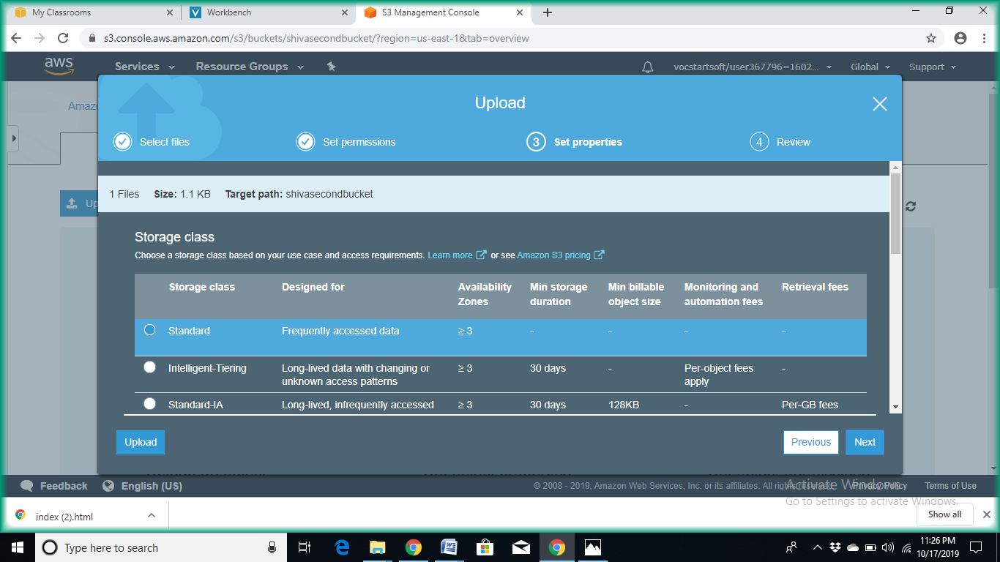 My Classrooms
Workbench
S3 Management Console
s3.console.aws.amazon.com/s3/buckets/shivasecondbucket/?region=us-east-1&tab=overview
aws
Services
Resource Groups
vocstartsoft/user367796=1602...
Global
Support
Amazo
Upload
Select files
Set permissions
3 Set properties
4 Review
1 Files Size: 1.1 KB Target path: shivasecondbucket
Up
Storage class
Choose a storage class based on your use case and access requirements. Learn more or see Amazon S3 pricing
Storage class Designed for Availability Zones Min storage duration Min billable object size Monitoring and automation fees Retrieval fees
Standard Frequently accessed data ≥ 3 - - - -
Intelligent-Tiering Long-lived data with changing or unknown access patterns ≥ 3 30 days - Per-object fees apply -
Standard-IA Long-lived, infrequently accessed ≥ 3 30 days 128KB - Per-GB fees
Upload
Previous
Next
Feedback
English (US)
© 2008 - 2019, Amazon Web Services, Inc. or its affiliates. All rights reserved.
Privacy Policy
Terms of Use
Activate Windows
Go to Settings to activate Windows.
index (2).html
Show all
Type here to search
11:26 PM
10/17/2019